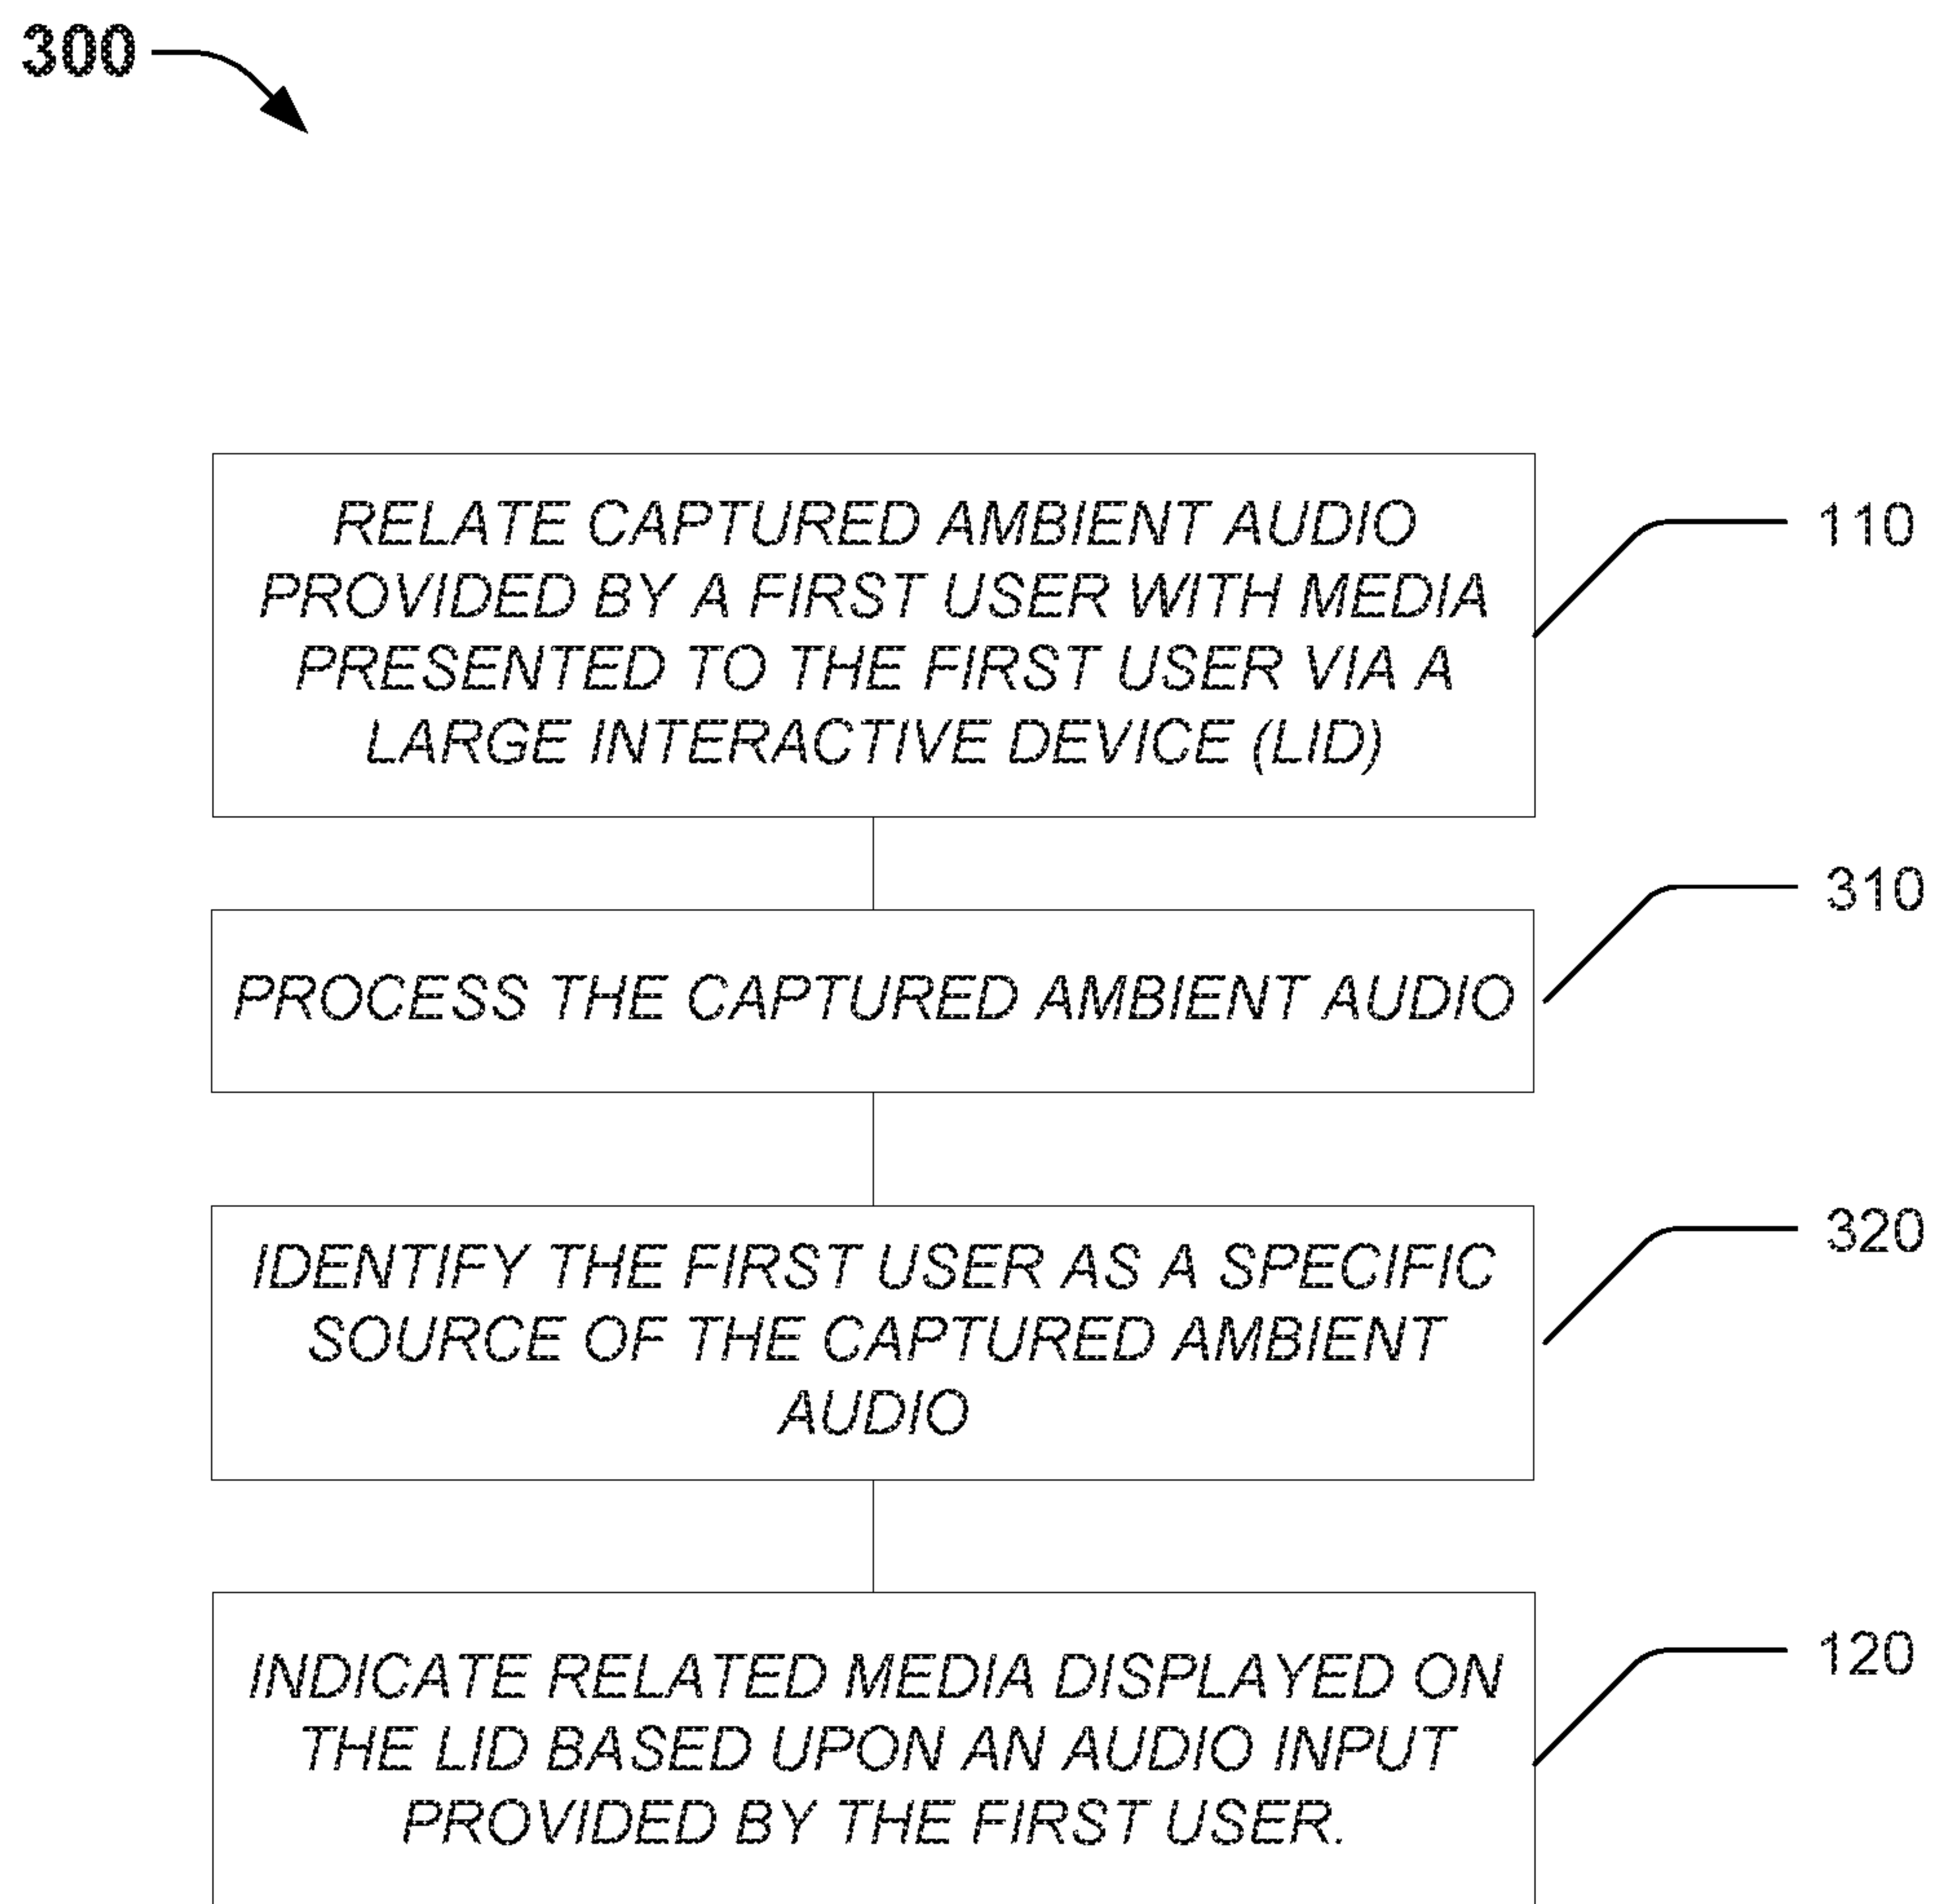 300
RELATE CAPTURED AMBIENT AUDIO
PROVIDED BY A FIRST USER WITH MEDIA
PRESENTED TO THE FIRST USER VIA A
LARGE INTERACTIVE DEVICE (LID)
110
PROCESS THE CAPTURED AMBIENT AUDIO
310
IDENTIFY THE FIRST USER AS A SPECIFIC
SOURCE OF THE CAPTURED AMBIENT
AUDIO
320
INDICATE RELATED MEDIA DISPLAYED ON
THE LID BASED UPON AN AUDIO INPUT
PROVIDED BY THE FIRST USER.
120